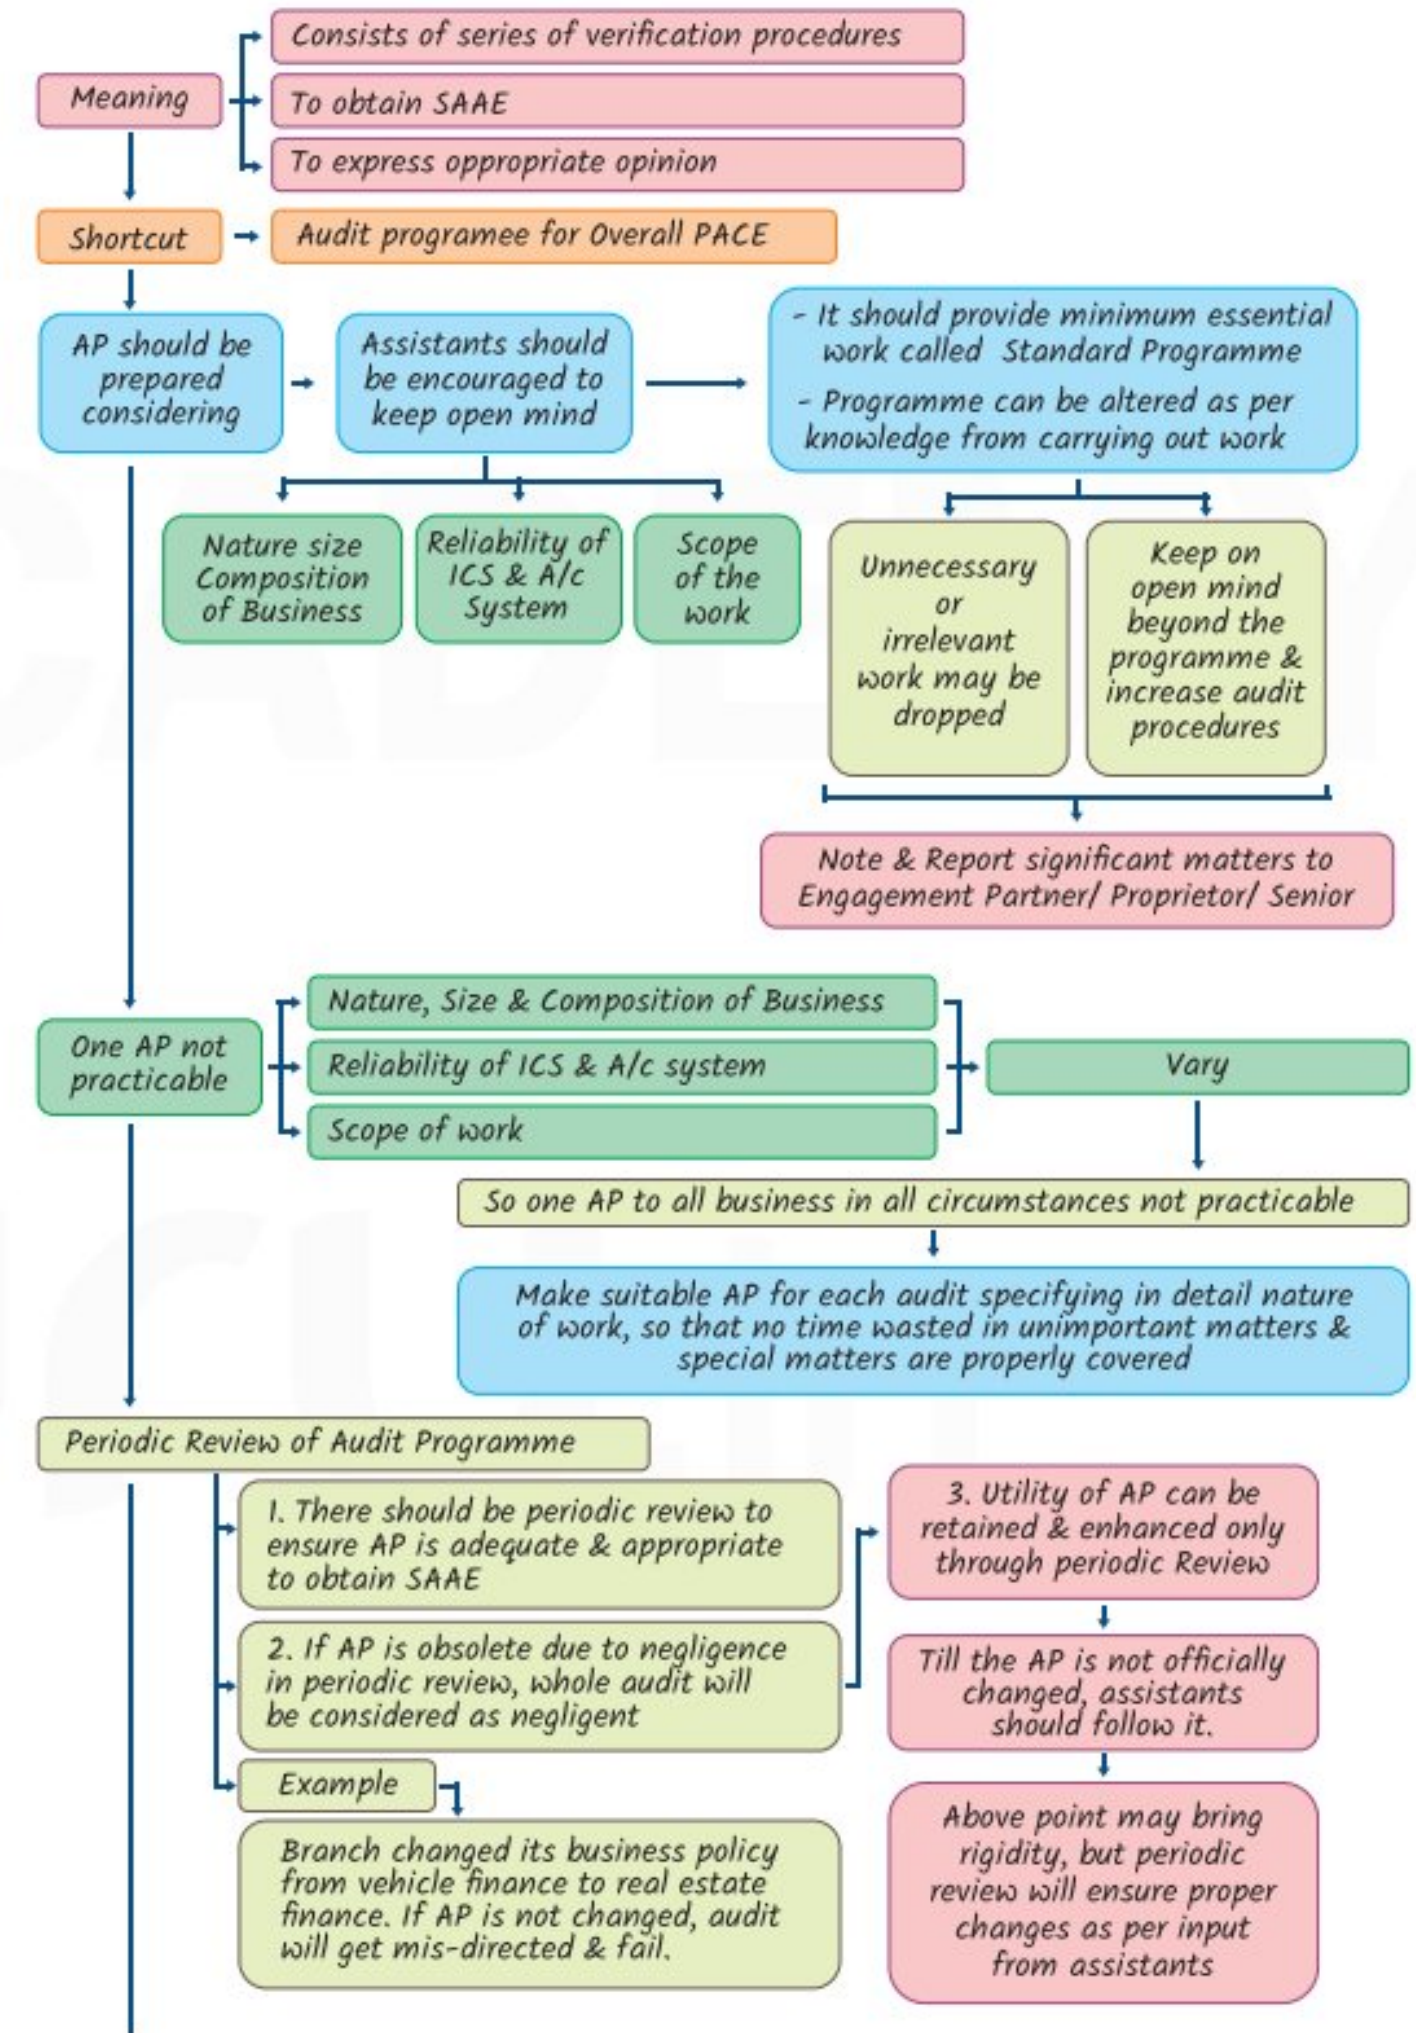 Meaning
Consists of series of verification procedures
To obtain SAAE
To express oppropriate opinion
Shortcut
Audit programee for Overall PACE
AP should be
prepared
considering
Assistants should
be encouraged to
keep open mind
- It should provide minimum essential
work called Standard Programme
- Programme can be altered as per
knowledge from carrying out work
Nature size
Composition
of Business
Reliability of
ICS & A/c
System
Scope
of the
work
Unnecessary
or
irrelevant
work may be
dropped
Keep on
open mind
beyond the
programme &
increase audit
procedures
Note & Report significant matters to
Engagement Partner/ Proprietor/ Senior
One AP not
practicable
Nature, Size & Composition of Business
Reliability of ICS & A/c system
Scope of work
Vary
So one AP to all business in all circumstances not practicable
Make suitable AP for each audit specifying in detail nature
of work, so that no time wasted in unimportant matters &
special matters are properly covered
Periodic Review of Audit Programme
1. There should be periodic review to
ensure AP is adequate & appropriate
to obtain SAAE
2. If AP is obsolete due to negligence
in periodic review, whole audit will
be considered as negligent
Example
Branch changed its business policy
from vehicle finance to real estate
finance. If AP is not changed, audit
will get mis-directed & fail.
3. Utility of AP can be
retained & enhanced only
through periodic Review
Till the AP is not officially
changed, assistants
should follow it.
Above point may bring
rigidity, but periodic
review will ensure proper
changes as per input
from assistants